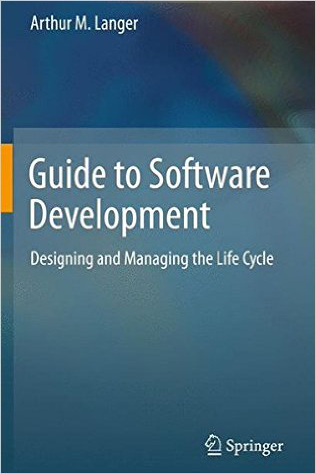 Arthur M. Langer
Guide to Software
Development
Designing and Managing the Life Cycle
Springer